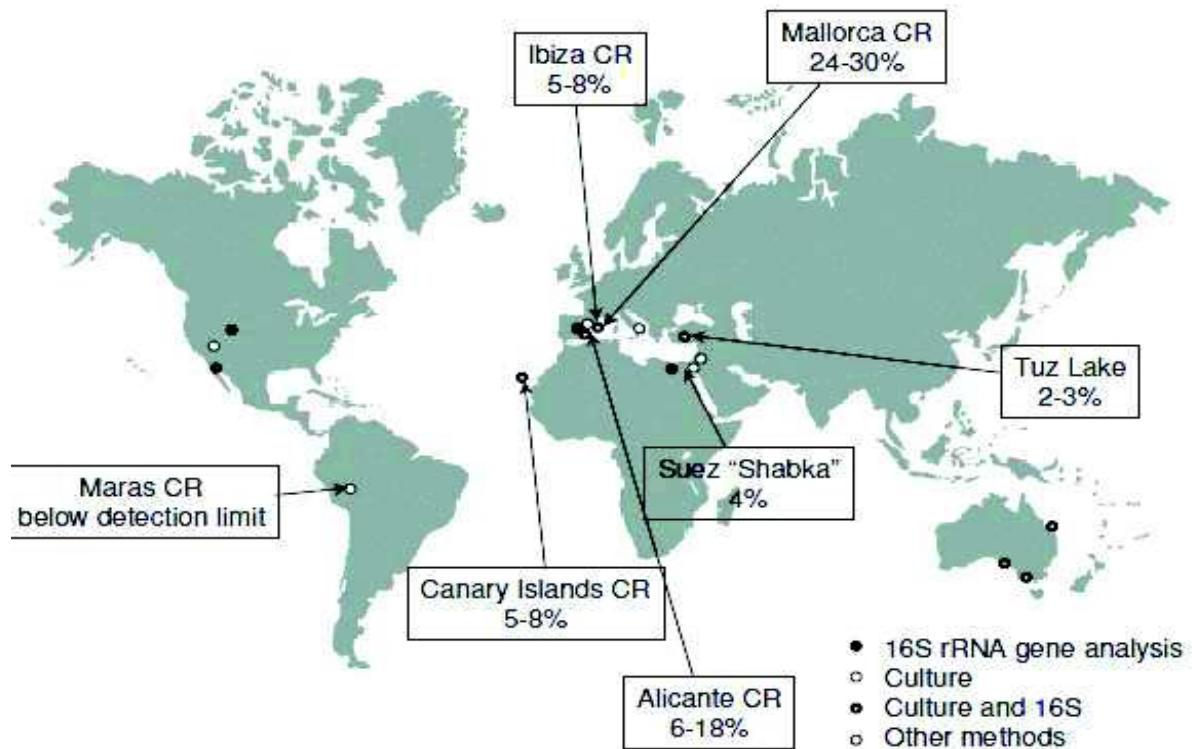 Ibiza CR
5-8%
Mallorca CR
24-30%
Tuz Lake
2-3%
Suez "Shabka"
4%
Maras CR
below detection limit
Canary Islands CR
5-8%
Alicante CR
6-18%
16S rRNA gene analysis
Culture
Culture and 16S
Other methods